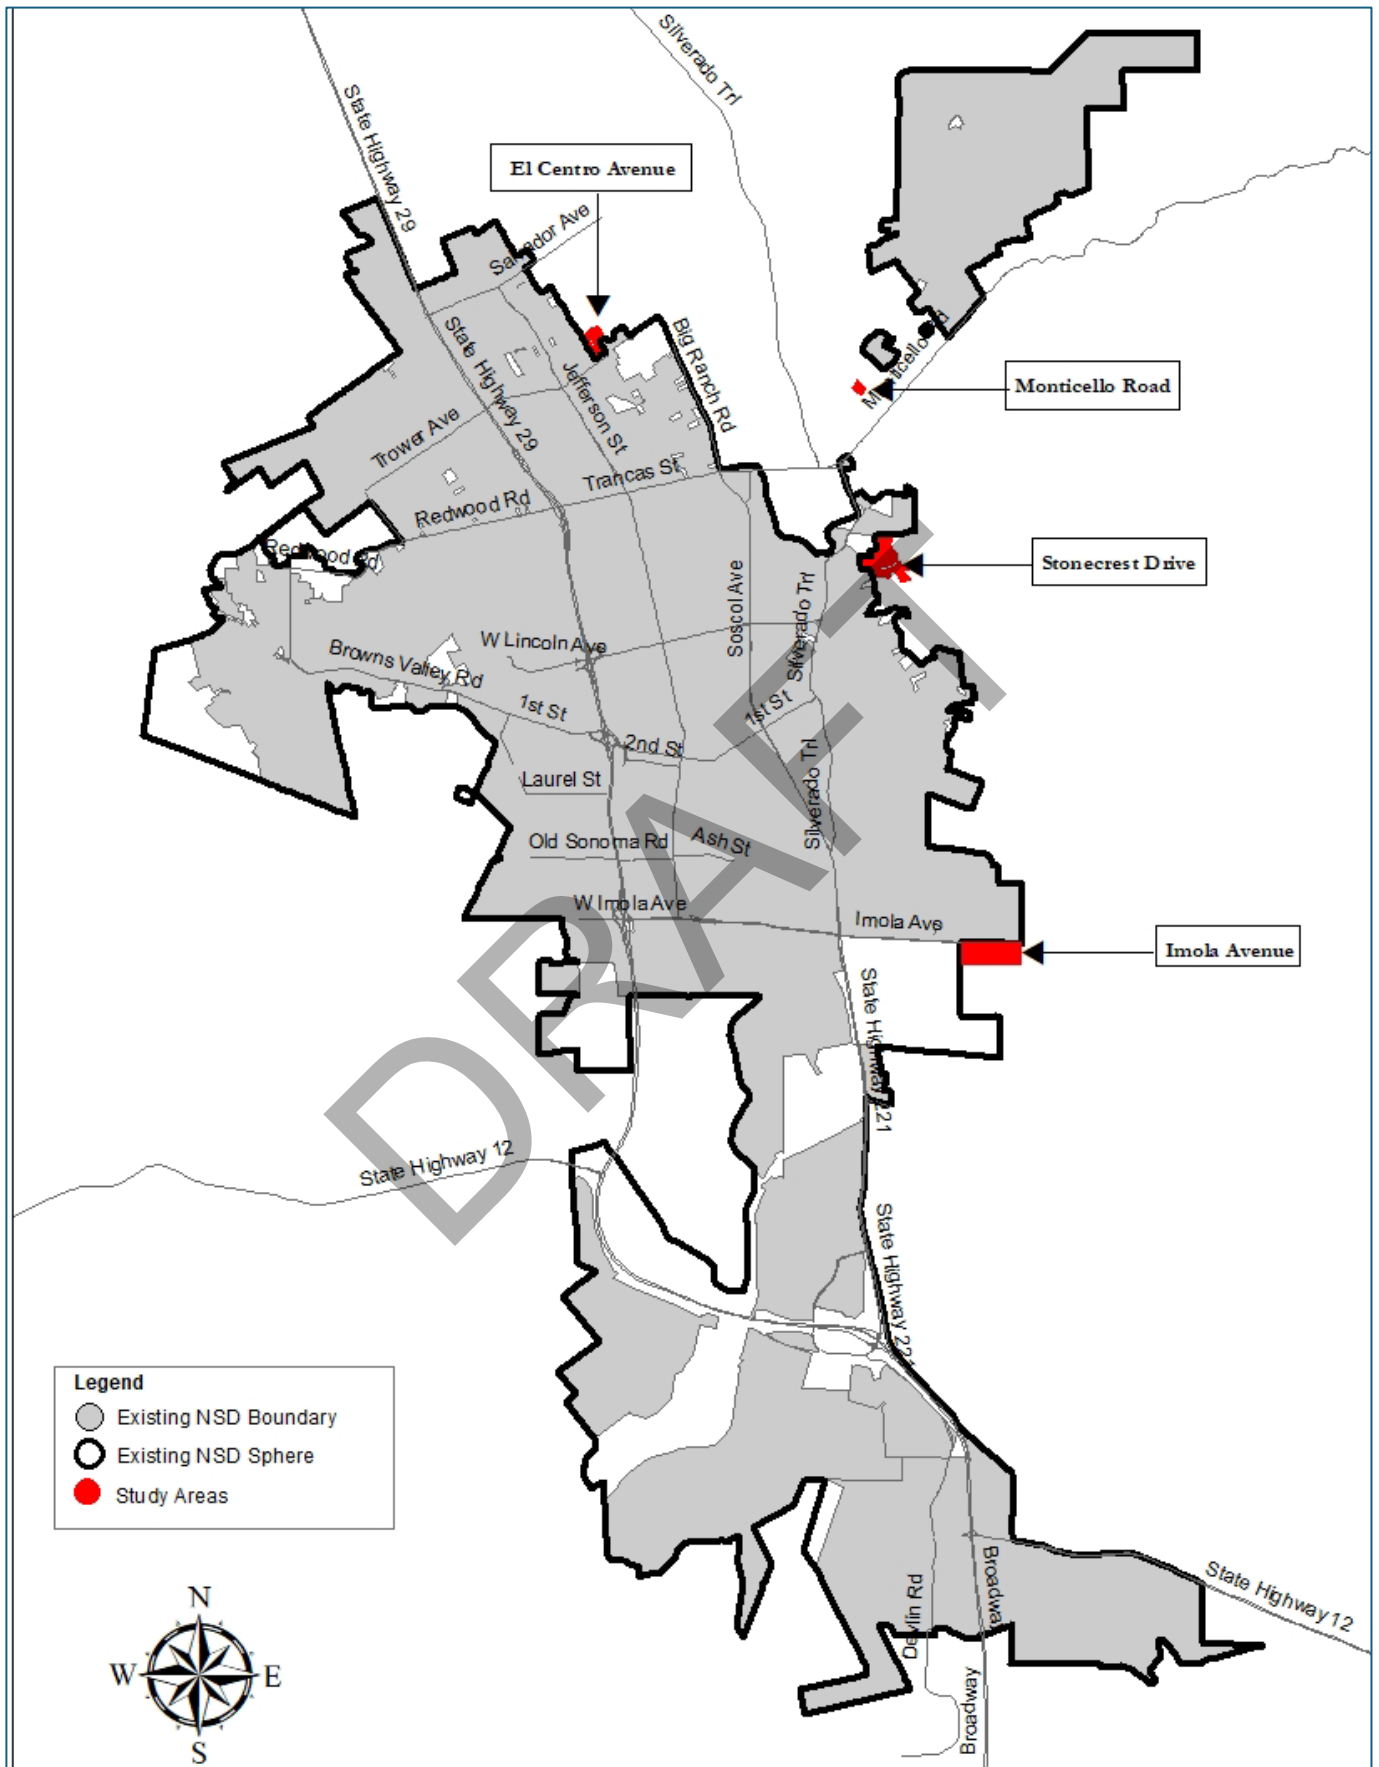 Silverado Trl
State Highway 29
El Centro Avenue
Salvador Ave
Big Ranch Rd
Monticello Rd
Monticello Road
State Highway 29
Jefferson St
Trower Ave
Trancas St
Redwood Rd
Redwood Rd
Stonecrest Drive
Soscol Ave
Silverado Trl
W Lincoln Ave
Browns Valley Rd
1st St
1st St
2nd St
Laurel St
Silverado Trl
Old Sonoma Rd
Ash St
W Imola Ave
Imola Ave
Imola Avenue
State Highway 221
DRAFT
State Highway 12
State Highway 221
Legend
Existing NSD Boundary
Existing NSD Sphere
Study Areas
State Highway 12
Broadway
Devlin Rd
Broadway
N
W
E
S